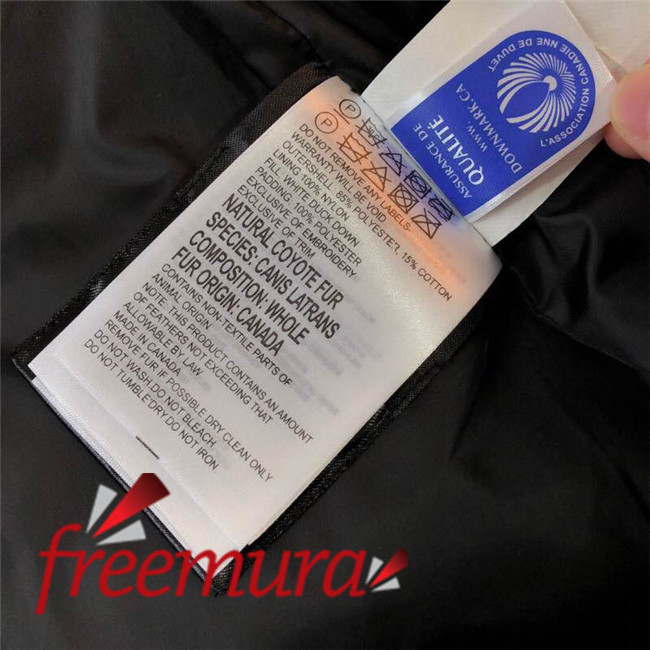 DO NOT REMOVE ANY LABELS-
WARRANTY WILL BE VOID
OUTERSHELL 85% POLYESTER, 15% COTTON
LINING 100% NYLON
FILL: WHITE DUCK DOWN
PADDING: 100% POLYESTER
EXCLUSIVE OF EMBROIDERY
EXCLUSIVE OF TRIM
NATURAL COYOTE FUR
SPECIES: CANIS LATRANS
COMPOSITION: WHOLE
FUR ORIGIN: CANADA
CONTAINS NON-TEXTILE PARTS OF
ANIMAL ORIGIN
NOTE: THIS PRODUCT CONTAINS AN AMOUNT
OF FEATHERS NOT EXCEEDING THAT
ALLOWABLE BY LAW
MADE IN CANADA
REMOVE FUR IF POSSIBLE DRY CLEAN ONLY
DO NOT WASH.DO NOT BLEACH
DO NOT TUMBLE DRY DO NOT IRON
P
P
L'ASSOCIATION CANADIENNE DE DUVET
ASSURANCE DE
QUALITÉ
WWW.
DOWNMARK.CA
freemura